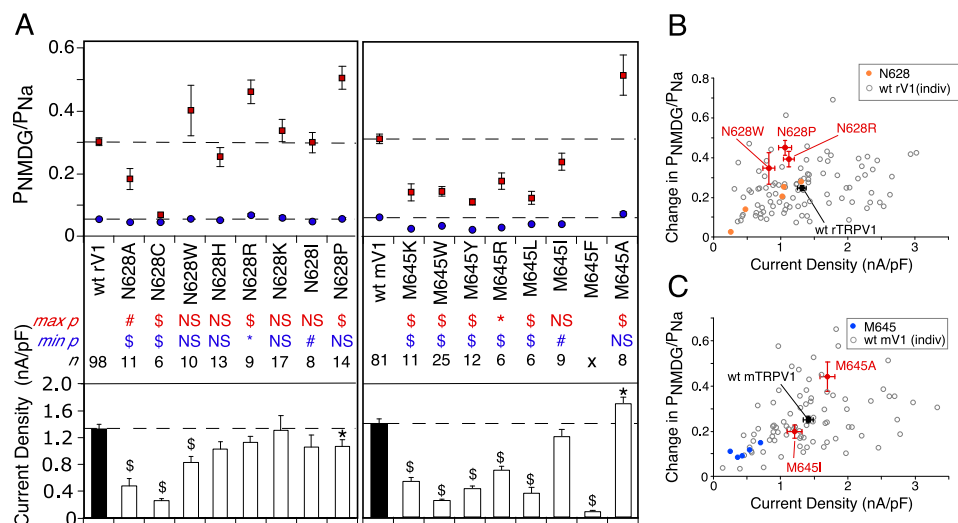 A
PNMDG/PNa
0.6
0.4
0.2
0
wt rV1
N628A
N628C
N628W
N628H
N628R
N628K
N628I
N628P
wt mV1
M645K
M645W
M645Y
M645R
M645L
M645I
M645F
M645A
max p
# $ NS NS $ NS NS $
$ $ $ * $ NS $
min p
$ $ NS NS * NS # NS
$ $ $ $ $ # NS
n
98 11 6 10 6 9 17 8 14
81 11 25 12 6 6 9 x 8
Current Density (nA/pF)
2.0
1.6
1.2
0.8
0.4
0
$ $ $ *
$ $ $ $ $ $ *
B
Change in PNMDG/PNa
0.8
0.6
0.4
0.2
0
N628
wt rV1(indiv)
N628W
N628P
N628R
wt rTRPV1
0 1 2 3
Current Density (nA/pF)
C
Change in PNMDG/PNa
0.8
0.6
0.4
0.2
0
M645
wt mV1 (indiv)
wt mTRPV1
M645A
M645I
0 1 2 3
Current Density (nA/pF)